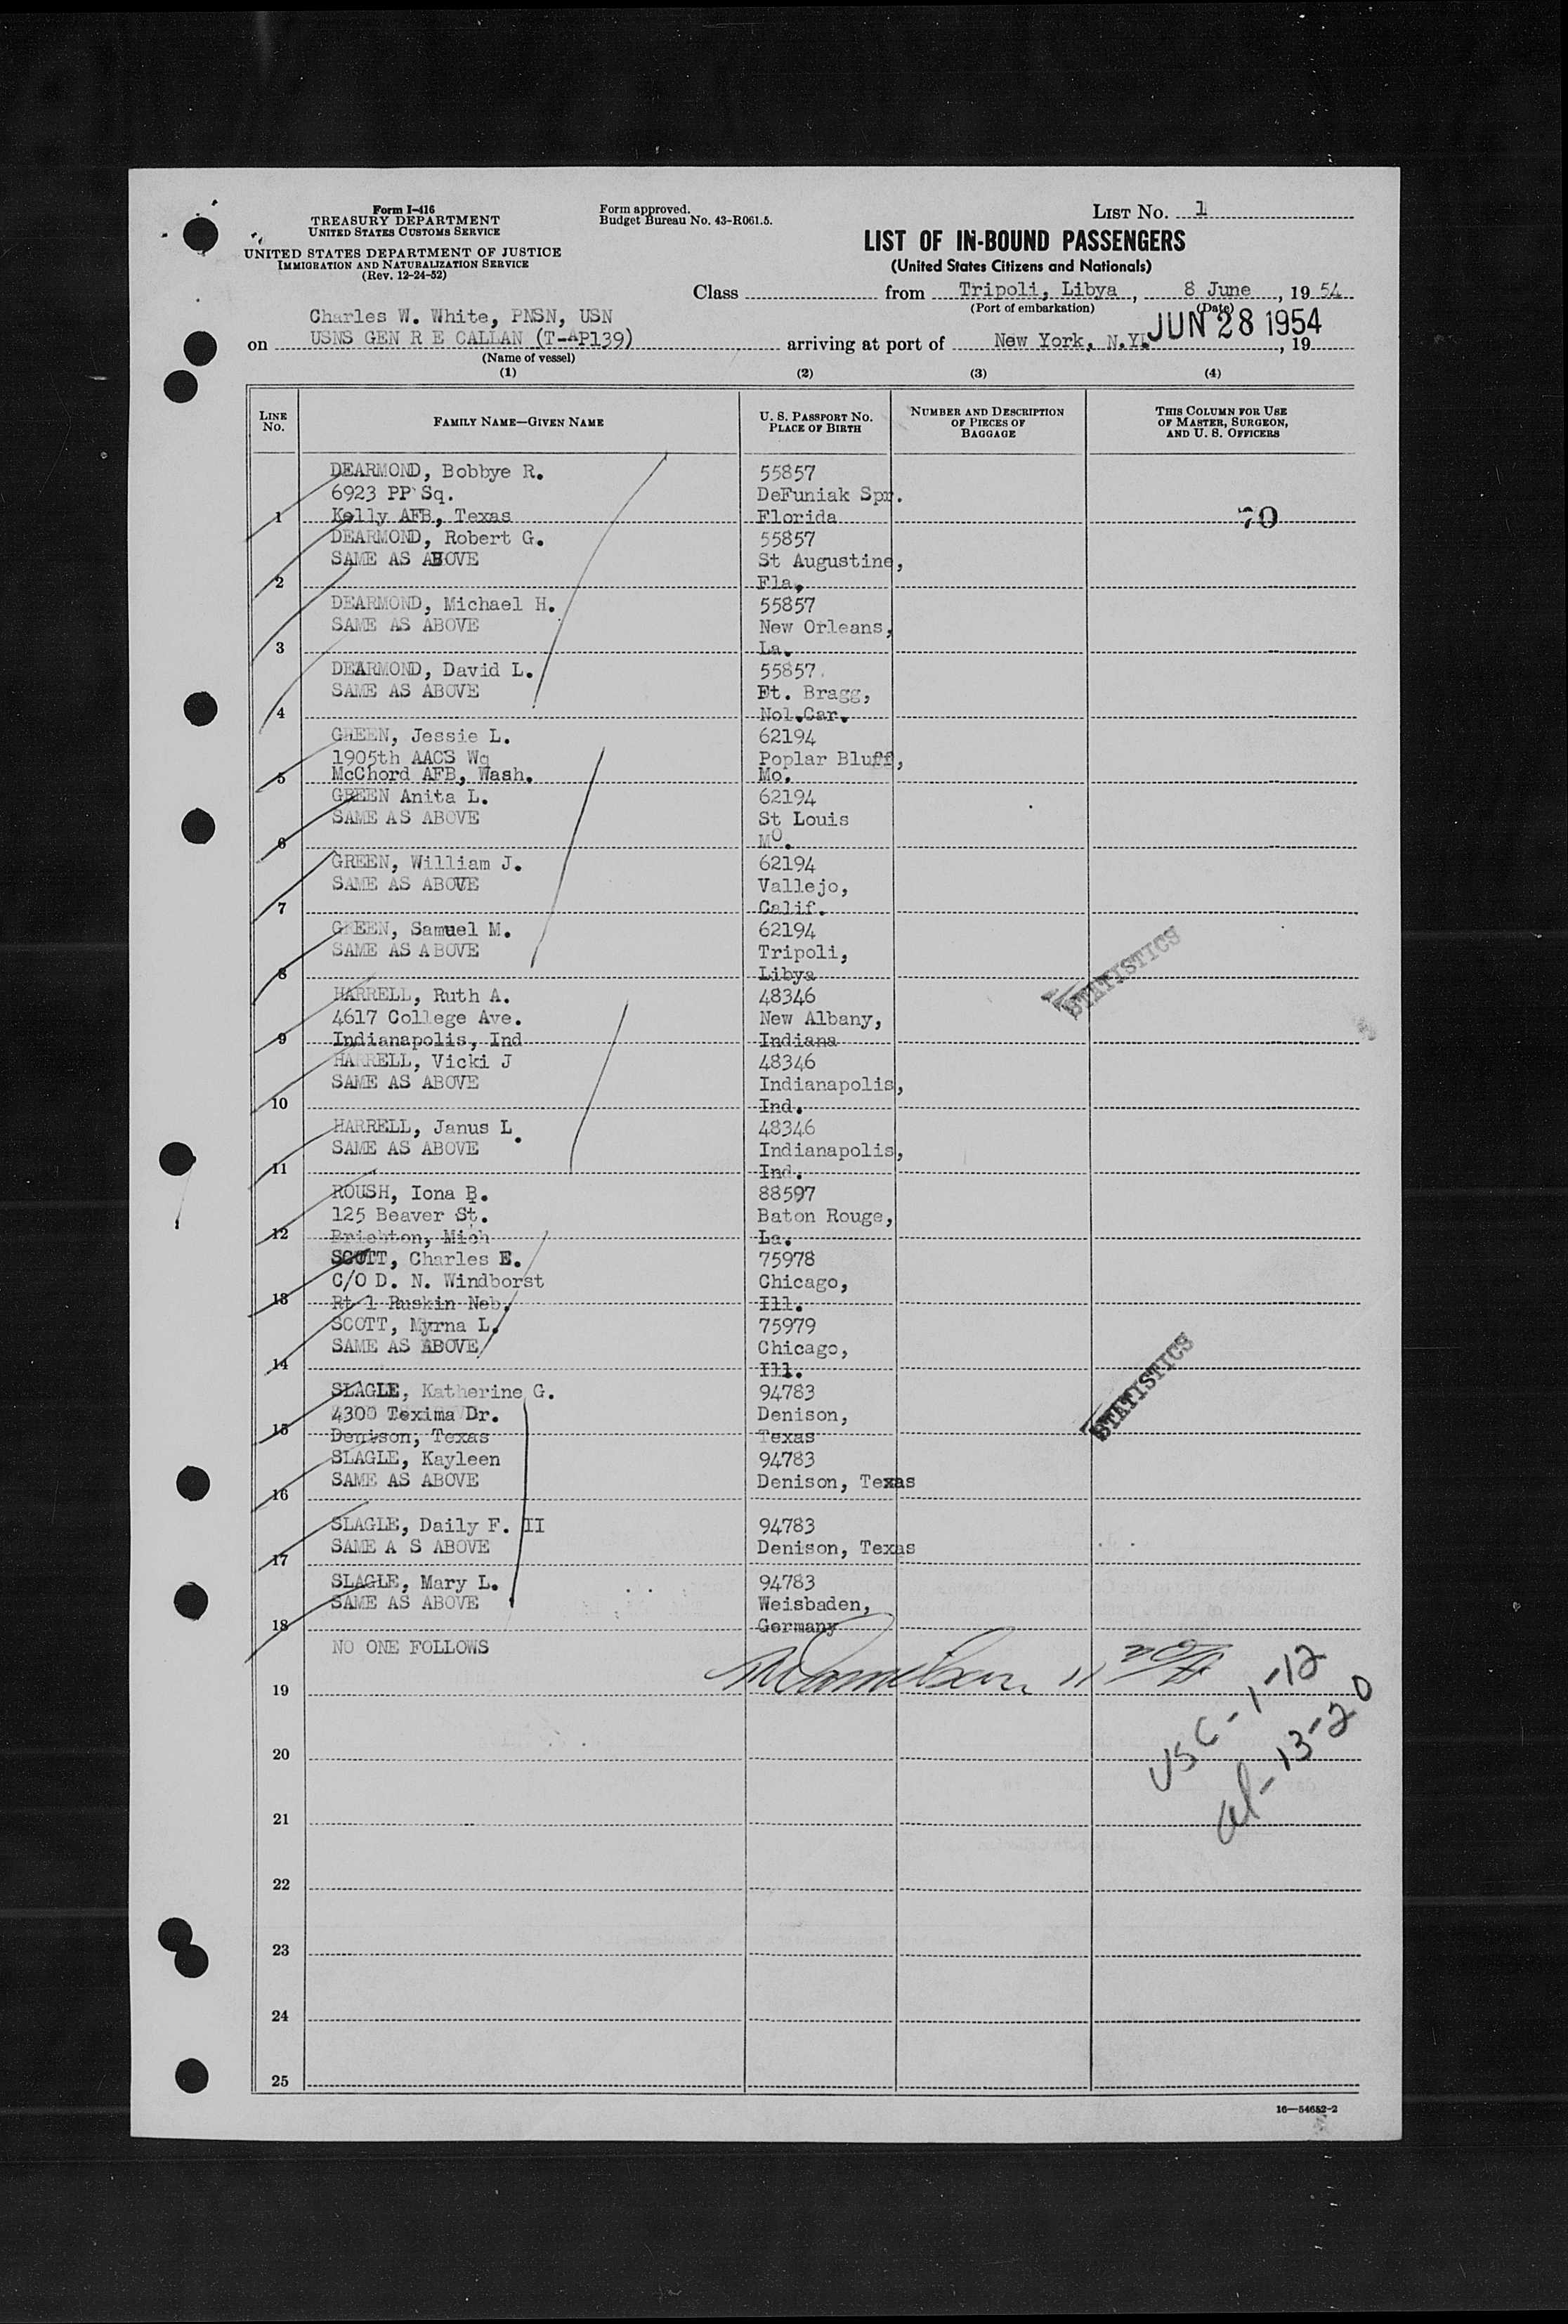 Form I-416
TREASURY DEPARTMENT
UNITED STATES CUSTOMS SERVICE
UNITED STATES DEPARTMENT OF JUSTICE
IMMIGRATION AND NATURALIZATION SERVICE
(Rev. 12-24-52)
Form approved.
Budget Bureau No. 43-R061.5.
LIST No. 1
LIST OF IN-BOUND PASSENGERS
(United States Citizens and Nationals)
Class from Tripoli, Libya, 8 June, 1954
(Port of embarkation) (Date)
Charles W. White, PNSN, USN
on USNS GEN R E CALLAN (T-AP139) arriving at port of New York, N.Y. JUN 28 1954, 19
(Name of vessel)
(1) (2) (3) (4)
LINE No. FAMILY NAME—GIVEN NAME U. S. PASSPORT No. PLACE OF BIRTH NUMBER AND DESCRIPTION OF PIECES OF BAGGAGE THIS COLUMN FOR USE OF MASTER, SURGEON, AND U. S. OFFICERS
DEARMOND, Bobbye R. 55857
6923 PP Sq. DeFuniak Spr.
1 Kelly AFB, Texas Florida 70
DEARMOND, Robert G. 55857
SAME AS ABOVE St Augustine,
2 Fla,
DEARMOND, Michael H. 55857
SAME AS ABOVE New Orleans,
3 La.
DEARMOND, David L. 55857
SAME AS ABOVE Ft. Bragg,
4 No1.Car.
GREEN, Jessie L. 62194
1905th AACS Wg Poplar Bluff,
5 McChord AFB, Wash. Mo.
GREEN Anita L. 62194
SAME AS ABOVE St Louis
6 MO.
GREEN, William J. 62194
SAME AS ABOVE Vallejo,
7 Calif.
GREEN, Samuel M. 62194
SAME AS ABOVE Tripoli,
8 Libya
STATISTICS
HARRELL, Ruth A. 48346
4617 College Ave. New Albany,
9 Indianapolis, Ind Indiana
HARRELL, Vicki J 48346
SAME AS ABOVE Indianapolis,
10 Ind.
HARRELL, Janus L. 48346
SAME AS ABOVE Indianapolis,
11 Ind.
ROUSH, Iona B. 88597
125 Beaver St. Baton Rouge,
12 Brighton, Mich La.
SCOTT, Charles E. 75978
C/O D. N. Windborst Chicago,
13 Rt 1 Ruskin Neb. Ill.
SCOTT, Myrna L. 75979
SAME AS ABOVE Chicago,
14 Ill.
STATISTICS
SLAGLE, Katherine G. 94783
4300 Texima Dr. Denison,
15 Denison, Texas Texas
SLAGLE, Kayleen 94783
SAME AS ABOVE Denison, Texas
16
SLAGLE, Daily F. II 94783
SAME A S ABOVE Denison, Texas
17
SLAGLE, Mary L. 94783
SAME AS ABOVE Weisbaden,
18 Germany
NO ONE FOLLOWS
19
USC-1-12
al-13-20
20
21
22
23
24
25
16—54652-2